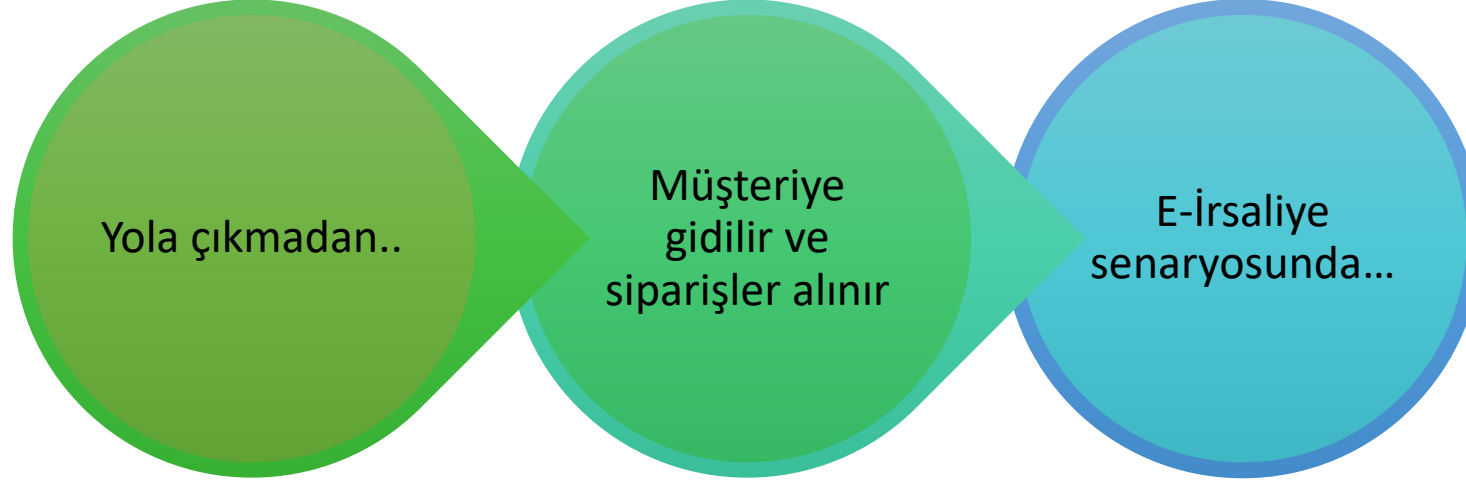 Yola çıkmadan..
Müşteriye
gidilir ve
siparişler alınır
E-İrsaliye
senaryosunda…